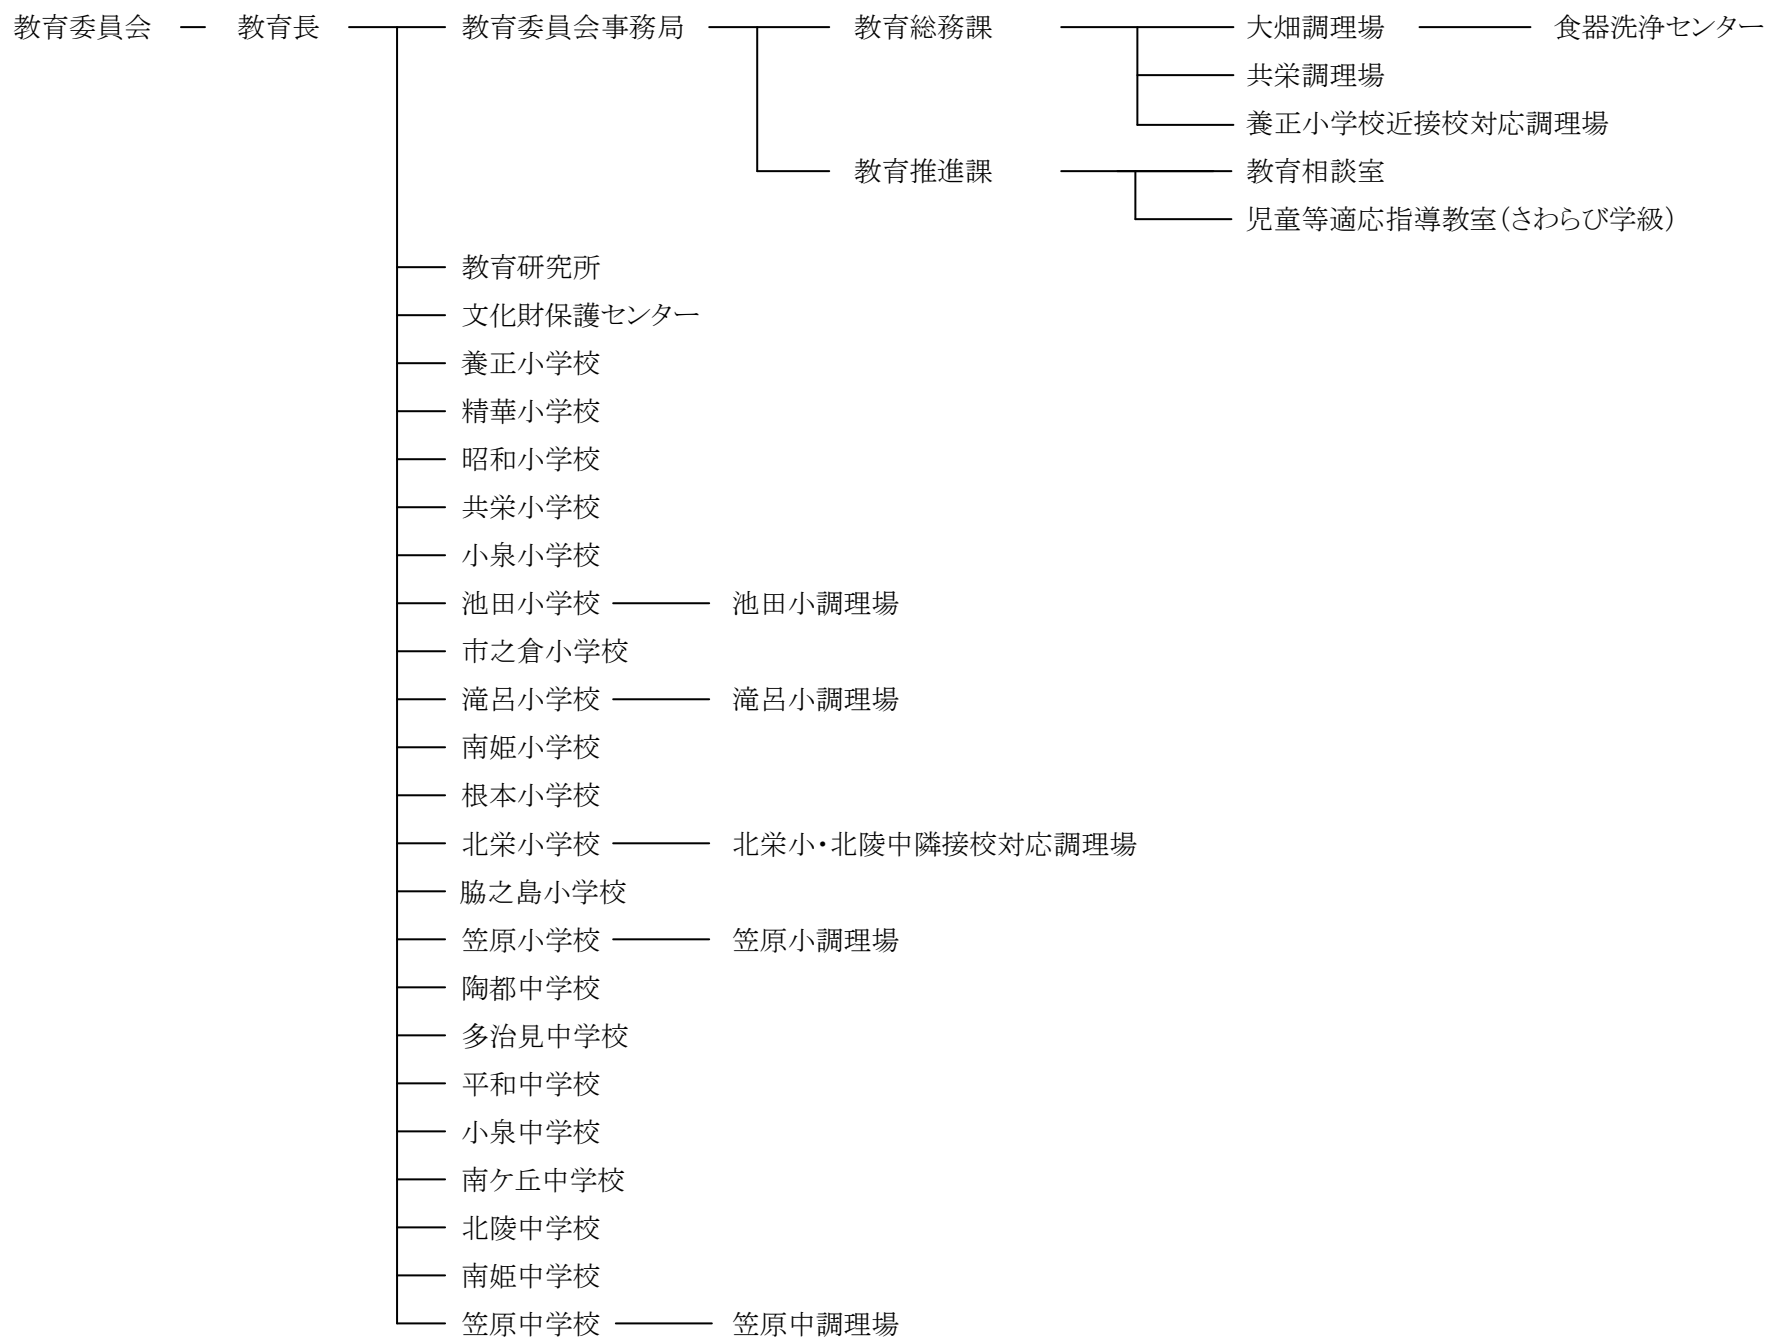 教育委員会 教育長 教育委員会事務局 教育総務課 大畑調理場 食器洗浄センター
共栄調理場
養正小学校近接校対応調理場
教育推進課 教育相談室
児童等適応指導教室(さわらび学級)
教育研究所
文化財保護センター
養正小学校
精華小学校
昭和小学校
共栄小学校
小泉小学校
池田小学校 池田小調理場
市之倉小学校
滝呂小学校 滝呂小調理場
南姫小学校
根本小学校
北栄小学校 北栄小・北陵中隣接校対応調理場
脇之島小学校
笠原小学校 笠原小調理場
陶都中学校
多治見中学校
平和中学校
小泉中学校
南ケ丘中学校
北陵中学校
南姫中学校
笠原中学校 笠原中調理場